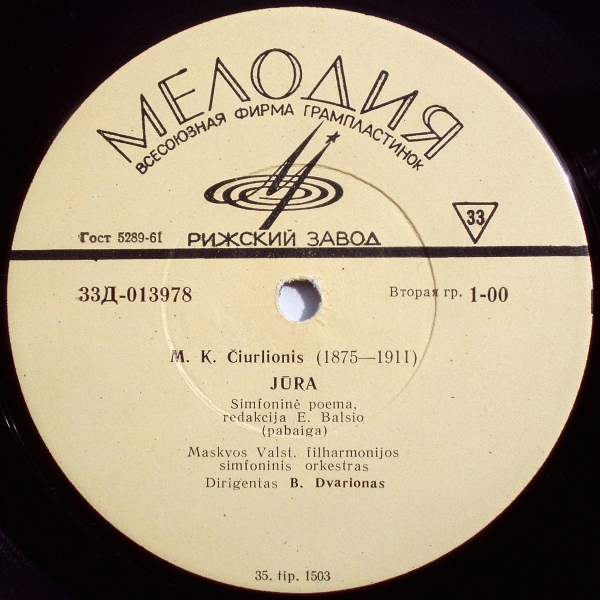 МЕЛОДИЯ
ВСЕСОЮЗНАЯ ФИРМА ГРАМПЛАСТИНОК
33
Гост 5289-61
РИЖСКИЙ ЗАВОД
33Д-013978
Вторая гр. 1-00
M. K. Čiurlionis (1875—1911)
JŪRA
Simfoninė poema,
redakcija E. Balsio
(pabaiga)
Maskvos Valst. filharmonijos
simfoninis orkestras
Dirigentas B. Dvarionas
35. tip. 1503